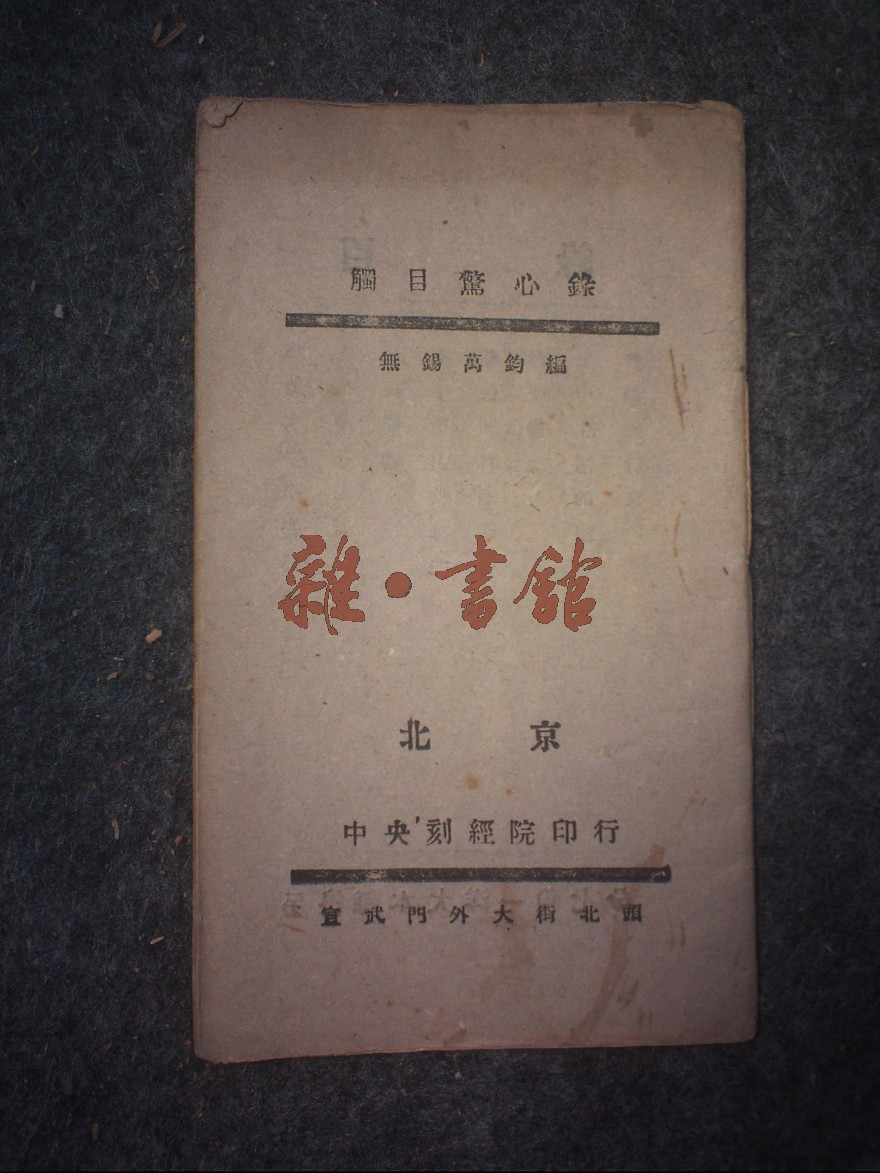 觸目驚心錄
無錫萬鈞編
雜·書館
北京
中央刻經院印行
宣武門外大街北頭